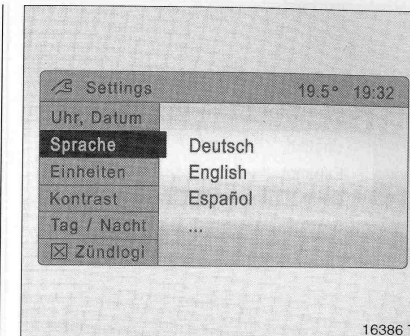 Settings 19.5° 19:32
Uhr, Datum
Sprache Deutsch
Einheiten English
Kontrast Español
Tag / Nacht ...
Zündlogi
16386